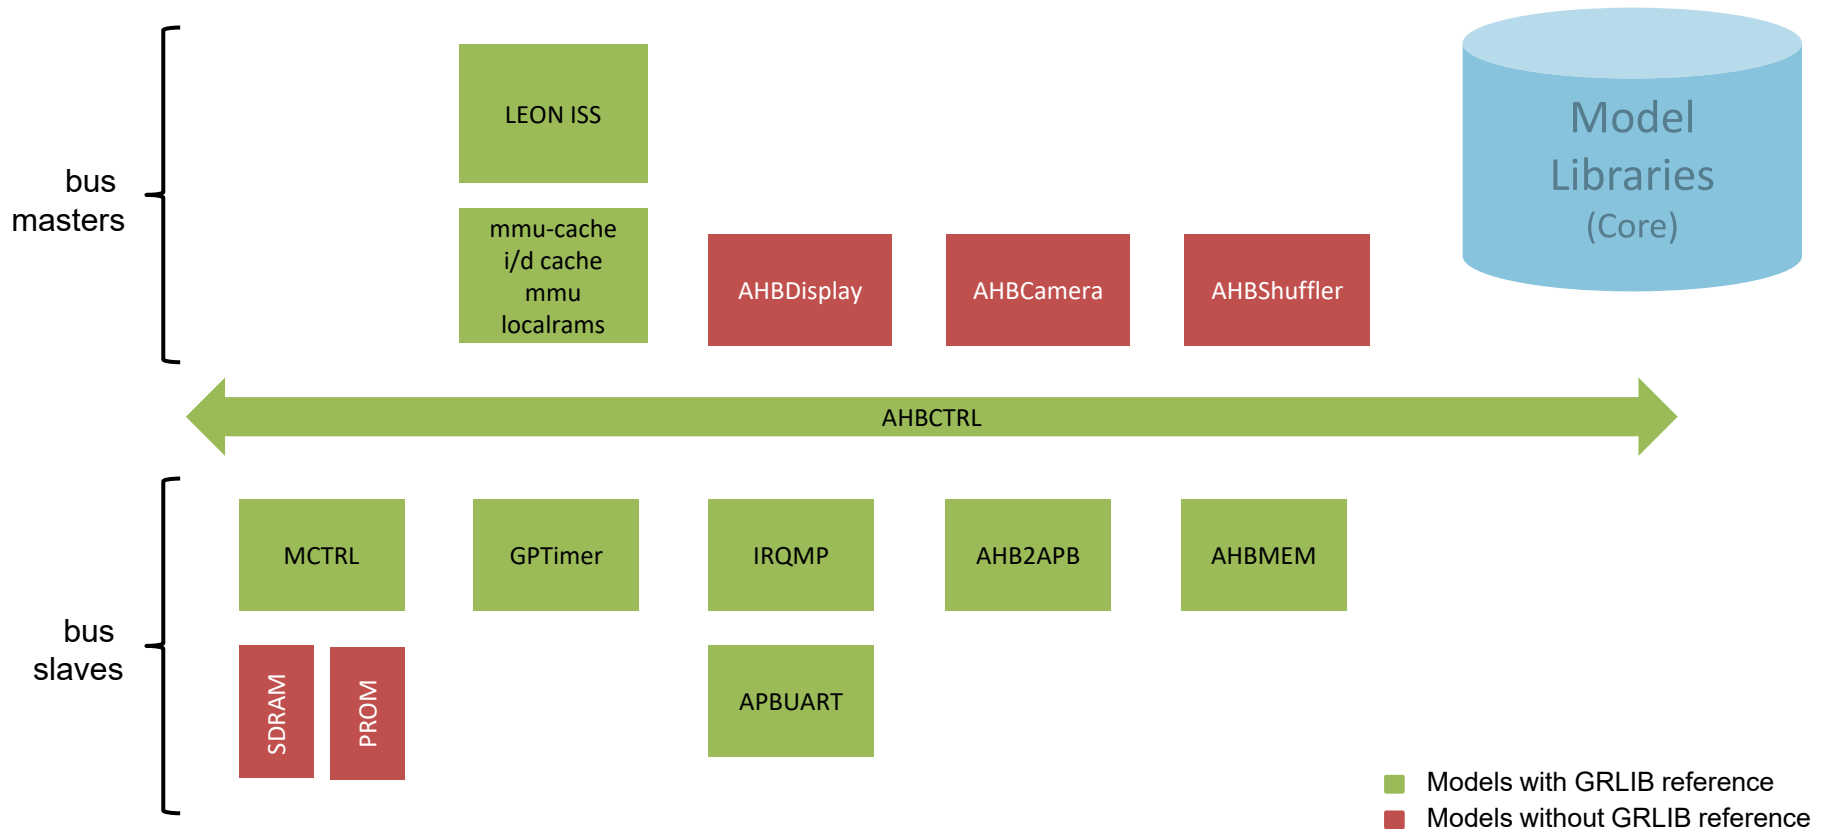 LEON ISS
Model
Libraries
(Core)
bus
masters
mmu-cache
i/d cache
mmu
localrams
AHBDisplay
AHBCamera
AHBShuffler
AHBCTRL
MCTRL
GPTimer
IRQMP
AHB2APB
AHBMEM
bus
slaves
SDRAM
PROM
APBUART
Models with GRLIB reference
Models without GRLIB reference